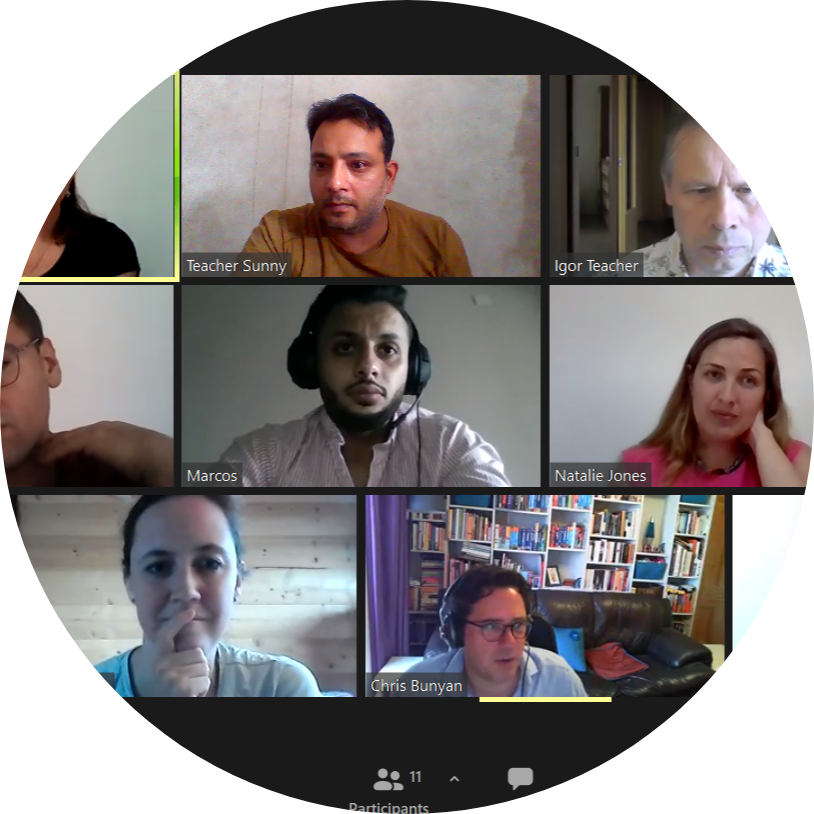 Teacher Sunny
Igor Teacher
Marcos
Natalie Jones
Chris Bunyan
11
Participants